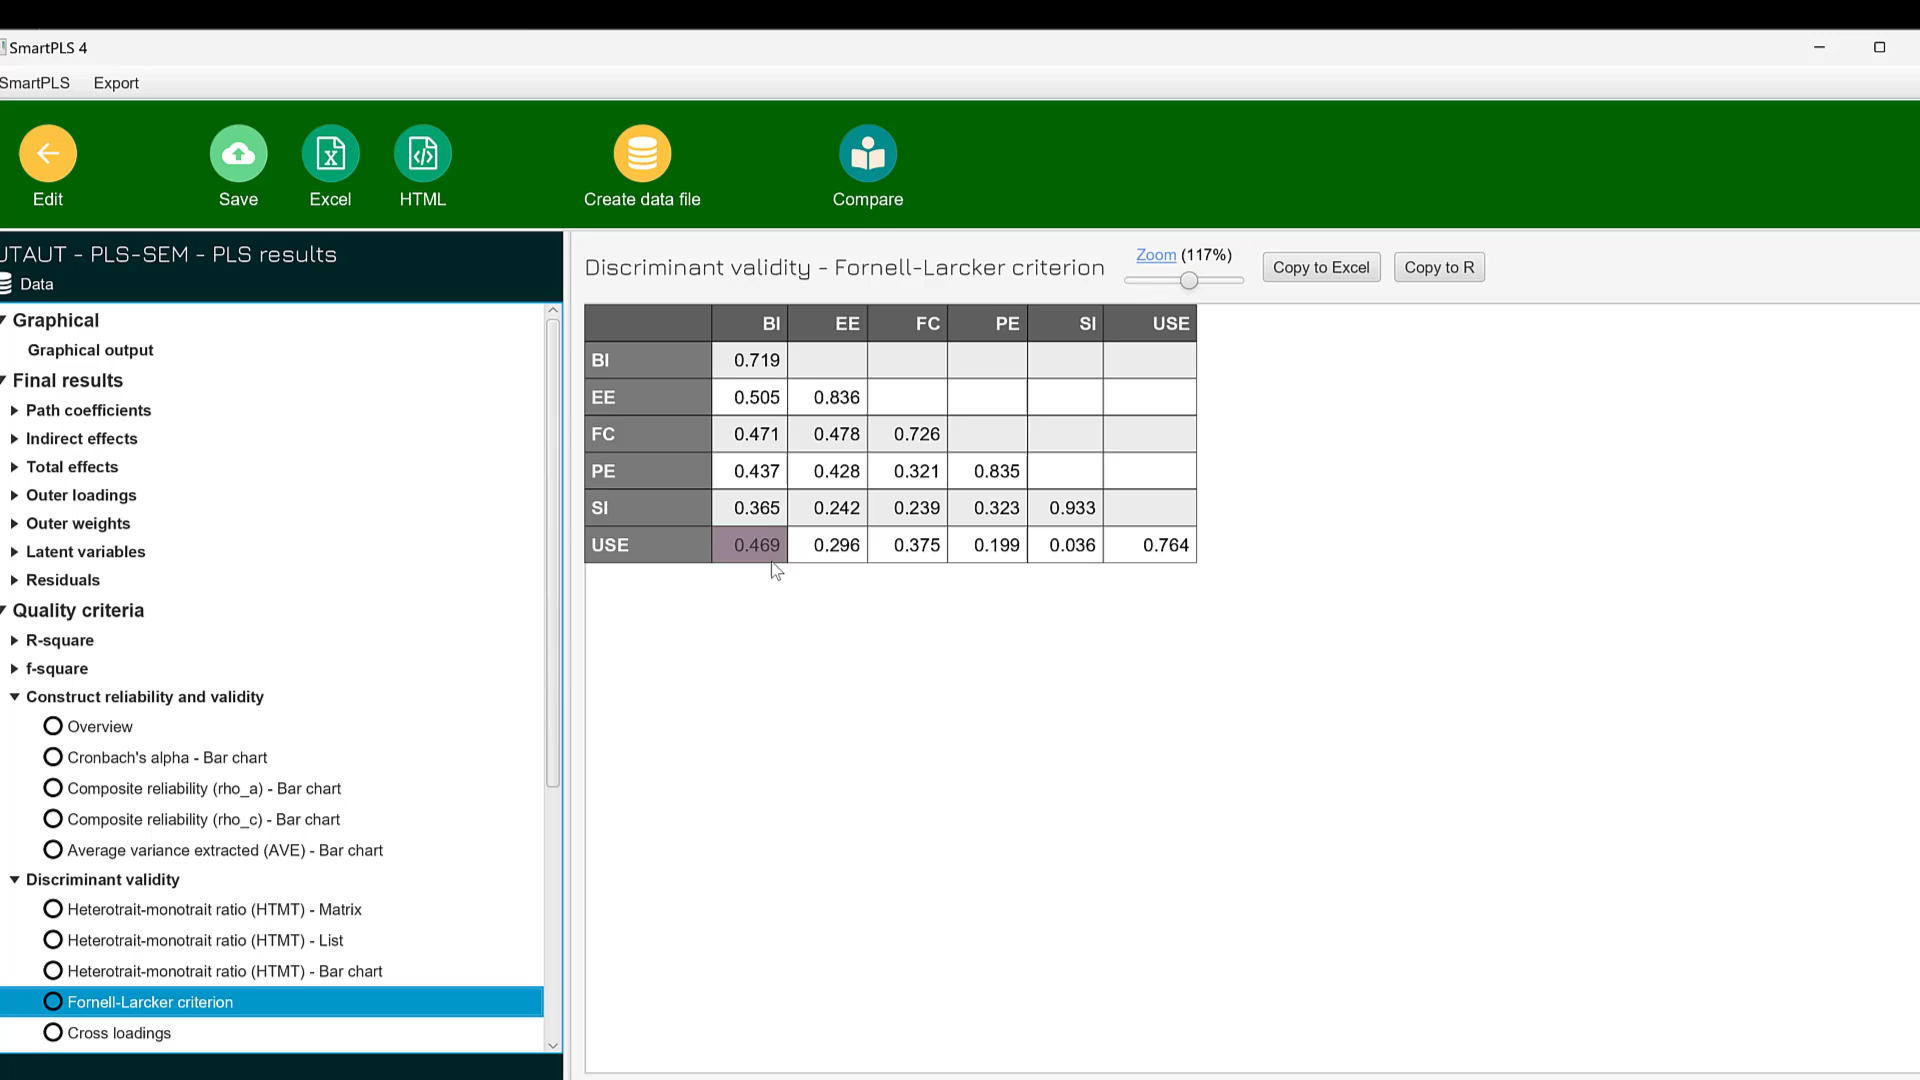 SmartPLS 4
SmartPLS Export
Edit Save Excel HTML Create data file Compare
UTAUT - PLS-SEM - PLS results
Data
Graphical
Graphical output
Final results
Path coefficients
Indirect effects
Total effects
Outer loadings
Outer weights
Latent variables
Residuals
Quality criteria
R-square
f-square
Construct reliability and validity
Overview
Cronbach's alpha - Bar chart
Composite reliability (rho_a) - Bar chart
Composite reliability (rho_c) - Bar chart
Average variance extracted (AVE) - Bar chart
Discriminant validity
Heterotrait-monotrait ratio (HTMT) - Matrix
Heterotrait-monotrait ratio (HTMT) - List
Heterotrait-monotrait ratio (HTMT) - Bar chart
Fornell-Larcker criterion
Cross loadings
Discriminant validity - Fornell-Larcker criterion Zoom (117%) Copy to Excel Copy to R
BI EE FC PE SI USE
BI 0.719
EE 0.505 0.836
FC 0.471 0.478 0.726
PE 0.437 0.428 0.321 0.835
SI 0.365 0.242 0.239 0.323 0.933
USE 0.469 0.296 0.375 0.199 0.036 0.764